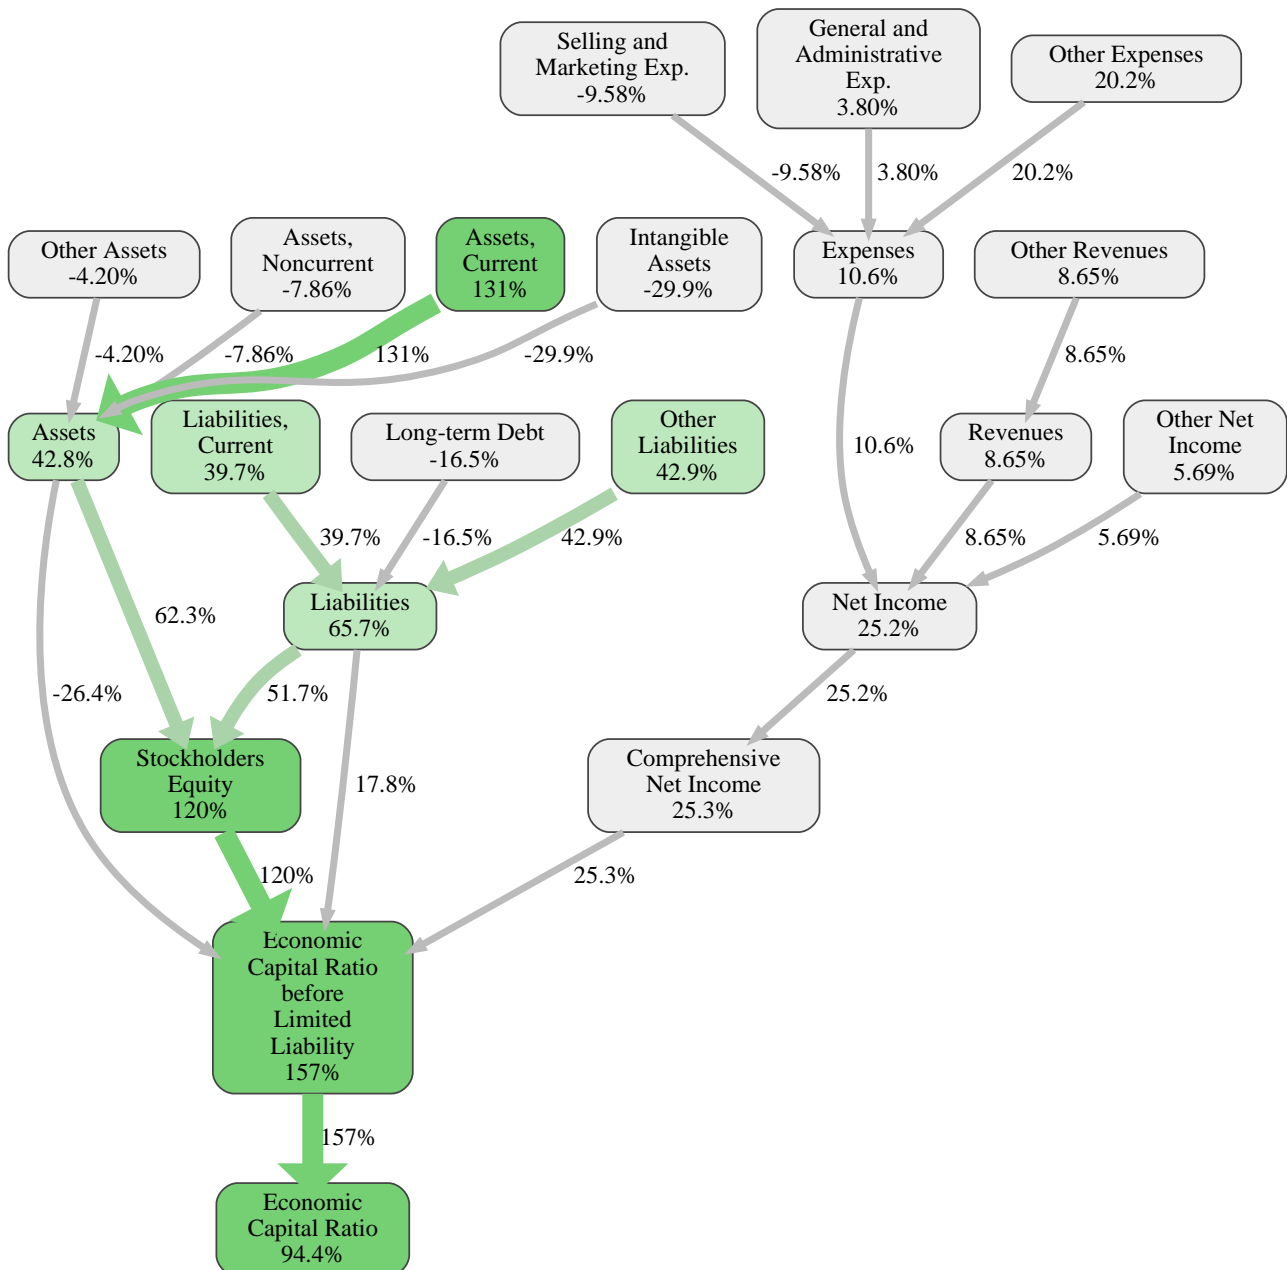 Selling and
Marketing Exp.
-9.58%
General and
Administrative
Exp.
3.80%
Other Expenses
20.2%
-9.58%
3.80%
20.2%
Other Assets
-4.20%
Assets,
Noncurrent
-7.86%
Assets,
Current
131%
Intangible
Assets
-29.9%
Expenses
10.6%
Other Revenues
8.65%
-4.20%
-7.86%
131%
-29.9%
8.65%
Assets
42.8%
Liabilities,
Current
39.7%
Long-term Debt
-16.5%
Other
Liabilities
42.9%
10.6%
Revenues
8.65%
Other Net
Income
5.69%
39.7%
-16.5%
42.9%
8.65%
5.69%
62.3%
Liabilities
65.7%
Net Income
25.2%
-26.4%
51.7%
25.2%
Stockholders
Equity
120%
17.8%
Comprehensive
Net Income
25.3%
120%
25.3%
Economic
Capital Ratio
before
Limited
Liability
157%
157%
Economic
Capital Ratio
94.4%